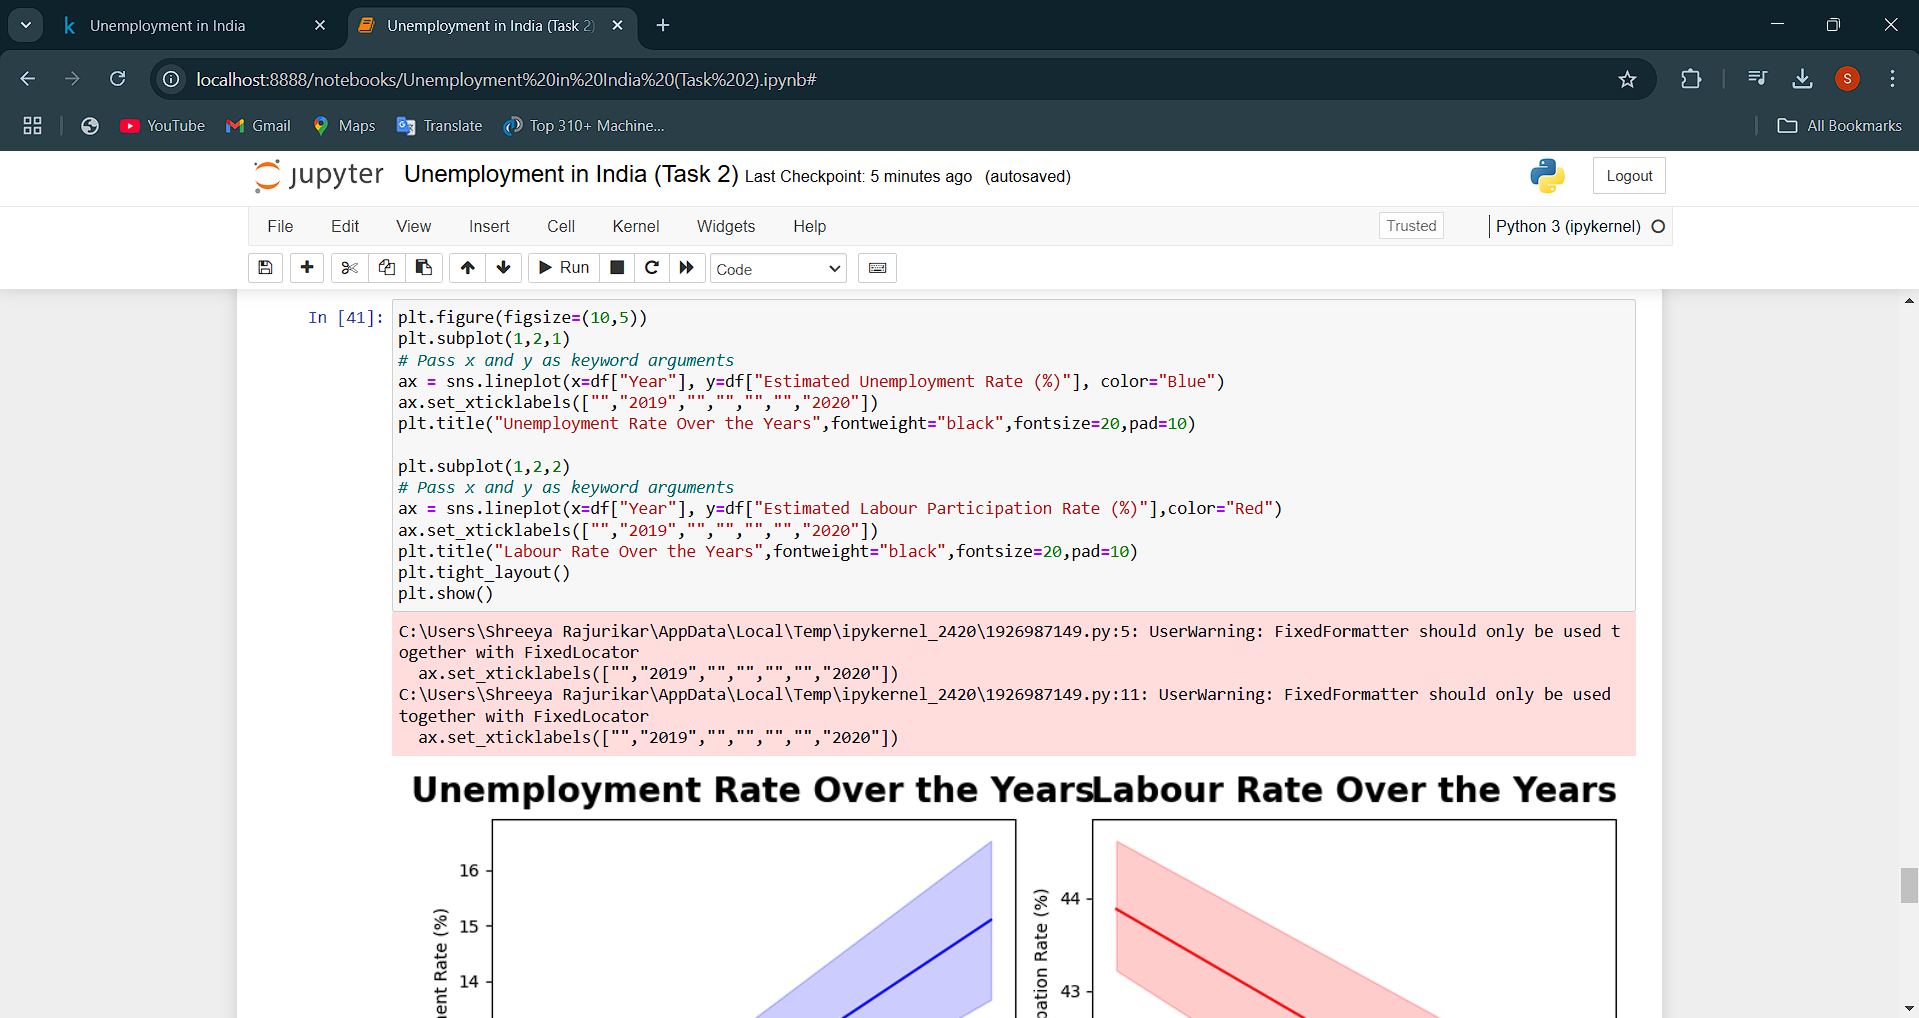 Unemployment in India
Unemployment in India (Task 2)
localhost:8888/notebooks/Unemployment%20in%20India%20(Task%202).ipynb#
S
YouTube
Gmail
Maps
Translate
Top 310+ Machine...
All Bookmarks
jupyter Unemployment in India (Task 2) Last Checkpoint: 5 minutes ago (autosaved)
Logout
File Edit View Insert Cell Kernel Widgets Help
Trusted
Python 3 (ipykernel)
Run
Code
In [41]:
plt.figure(figsize=(10,5))
plt.subplot(1,2,1)
# Pass x and y as keyword arguments
ax = sns.lineplot(x=df["Year"], y=df["Estimated Unemployment Rate (%)"], color="Blue")
ax.set_xticklabels(["","2019","","","","","2020"])
plt.title("Unemployment Rate Over the Years",fontweight="black",fontsize=20,pad=10)
plt.subplot(1,2,2)
# Pass x and y as keyword arguments
ax = sns.lineplot(x=df["Year"], y=df["Estimated Labour Participation Rate (%)"],color="Red")
ax.set_xticklabels(["","2019","","","","","2020"])
plt.title("Labour Rate Over the Years",fontweight="black",fontsize=20,pad=10)
plt.tight_layout()
plt.show()
C:\Users\Shreeya Rajurikar\AppData\Local\Temp\ipykernel_2420\1926987149.py:5: UserWarning: FixedFormatter should only be used t
ogether with FixedLocator
ax.set_xticklabels(["","2019","","","","","2020"])
C:\Users\Shreeya Rajurikar\AppData\Local\Temp\ipykernel_2420\1926987149.py:11: UserWarning: FixedFormatter should only be used
together with FixedLocator
ax.set_xticklabels(["","2019","","","","","2020"])
Unemployment Rate Over the Years
Labour Rate Over the Years
16
15
14
ent Rate (%)
44
43
pation Rate (%)